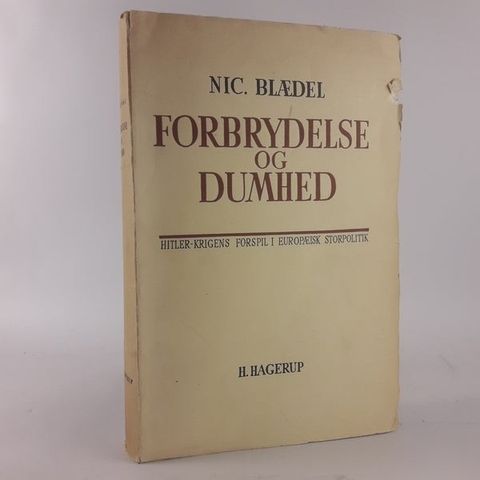 NIC. BLÆDEL
FORBRYDELSE
OG
DUMHED
HITLER-KRIGENS FORSPIL I EUROPÆISK STORPOLITIK
H. HAGERUP